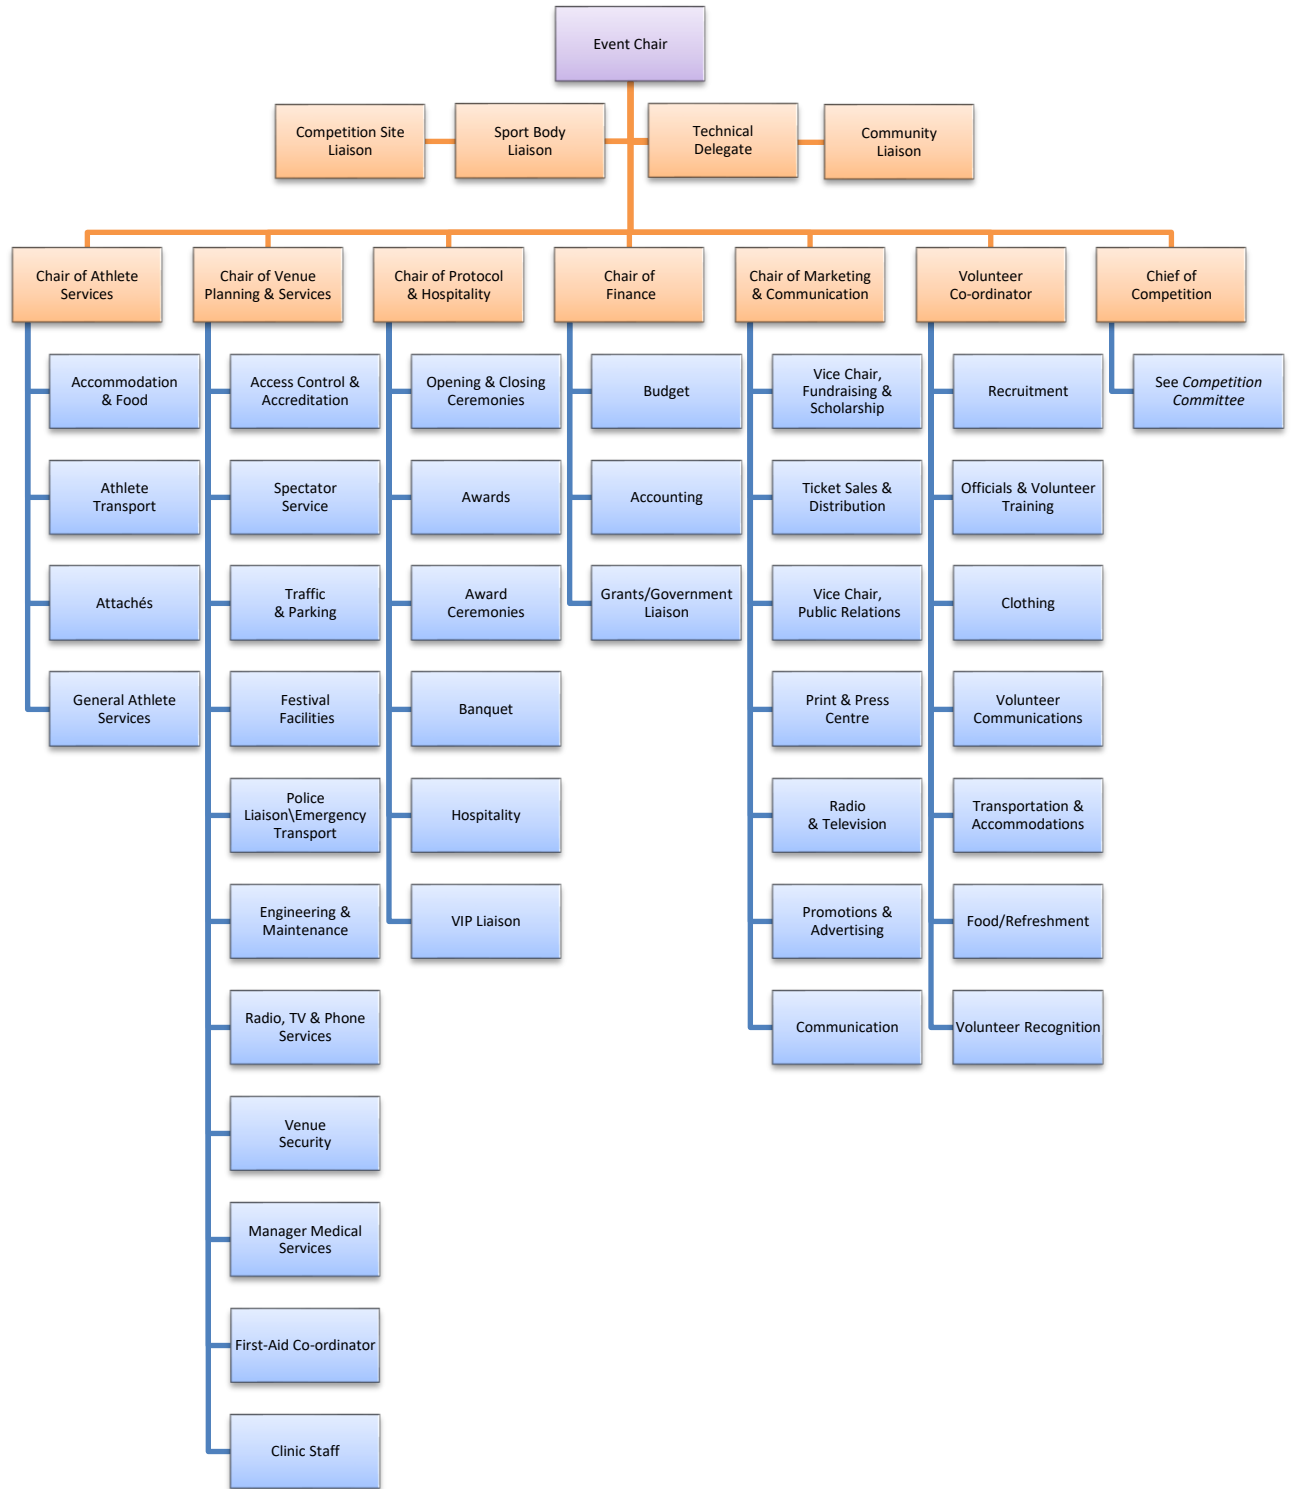 Event Chair
Competition Site
Liaison
Sport Body
Liaison
Technical
Delegate
Community
Liaison
Chair of Athlete
Services
Chair of Venue
Planning & Services
Chair of Protocol
& Hospitality
Chair of
Finance
Chair of Marketing
& Communication
Volunteer
Co-ordinator
Chief of
Competition
Accommodation
& Food
Athlete
Transport
Attachés
General Athlete
Services
Access Control &
Accreditation
Spectator
Service
Traffic
& Parking
Festival
Facilities
Police
Liaison\Emergency
Transport
Engineering &
Maintenance
Radio, TV & Phone
Services
Venue
Security
Manager Medical
Services
First-Aid Co-ordinator
Clinic Staff
Opening & Closing
Ceremonies
Awards
Award
Ceremonies
Banquet
Hospitality
VIP Liaison
Budget
Accounting
Grants/Government
Liaison
Vice Chair,
Fundraising &
Scholarship
Ticket Sales &
Distribution
Vice Chair,
Public Relations
Print & Press
Centre
Radio
& Television
Promotions &
Advertising
Communication
Recruitment
Officials & Volunteer
Training
Clothing
Volunteer
Communications
Transportation &
Accommodations
Food/Refreshment
Volunteer Recognition
See Competition
Committee